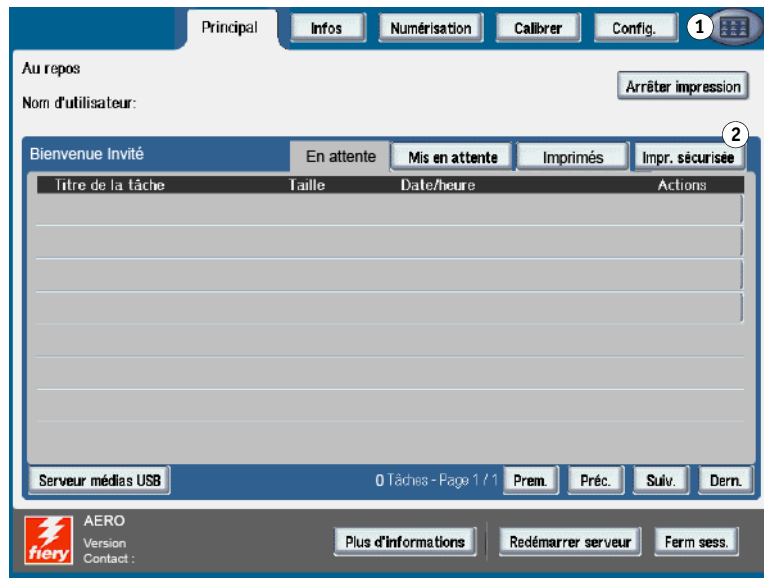 Principal Infos Numérisation Calibrer Config. 1
Au repos
Arrêter impression
Nom d'utilisateur:
2
Bienvenue Invité En attente Mis en attente Imprimés Impr. sécurisée
Titre de la tâche Taille Date/heure Actions
Serveur médias USB 0 Tâches - Page 1 / 1 Prem. Préc. Suiv. Dern.
AERO
Version
Contact :
fiery
Plus d'informations Redémarrer serveur Ferm sess.